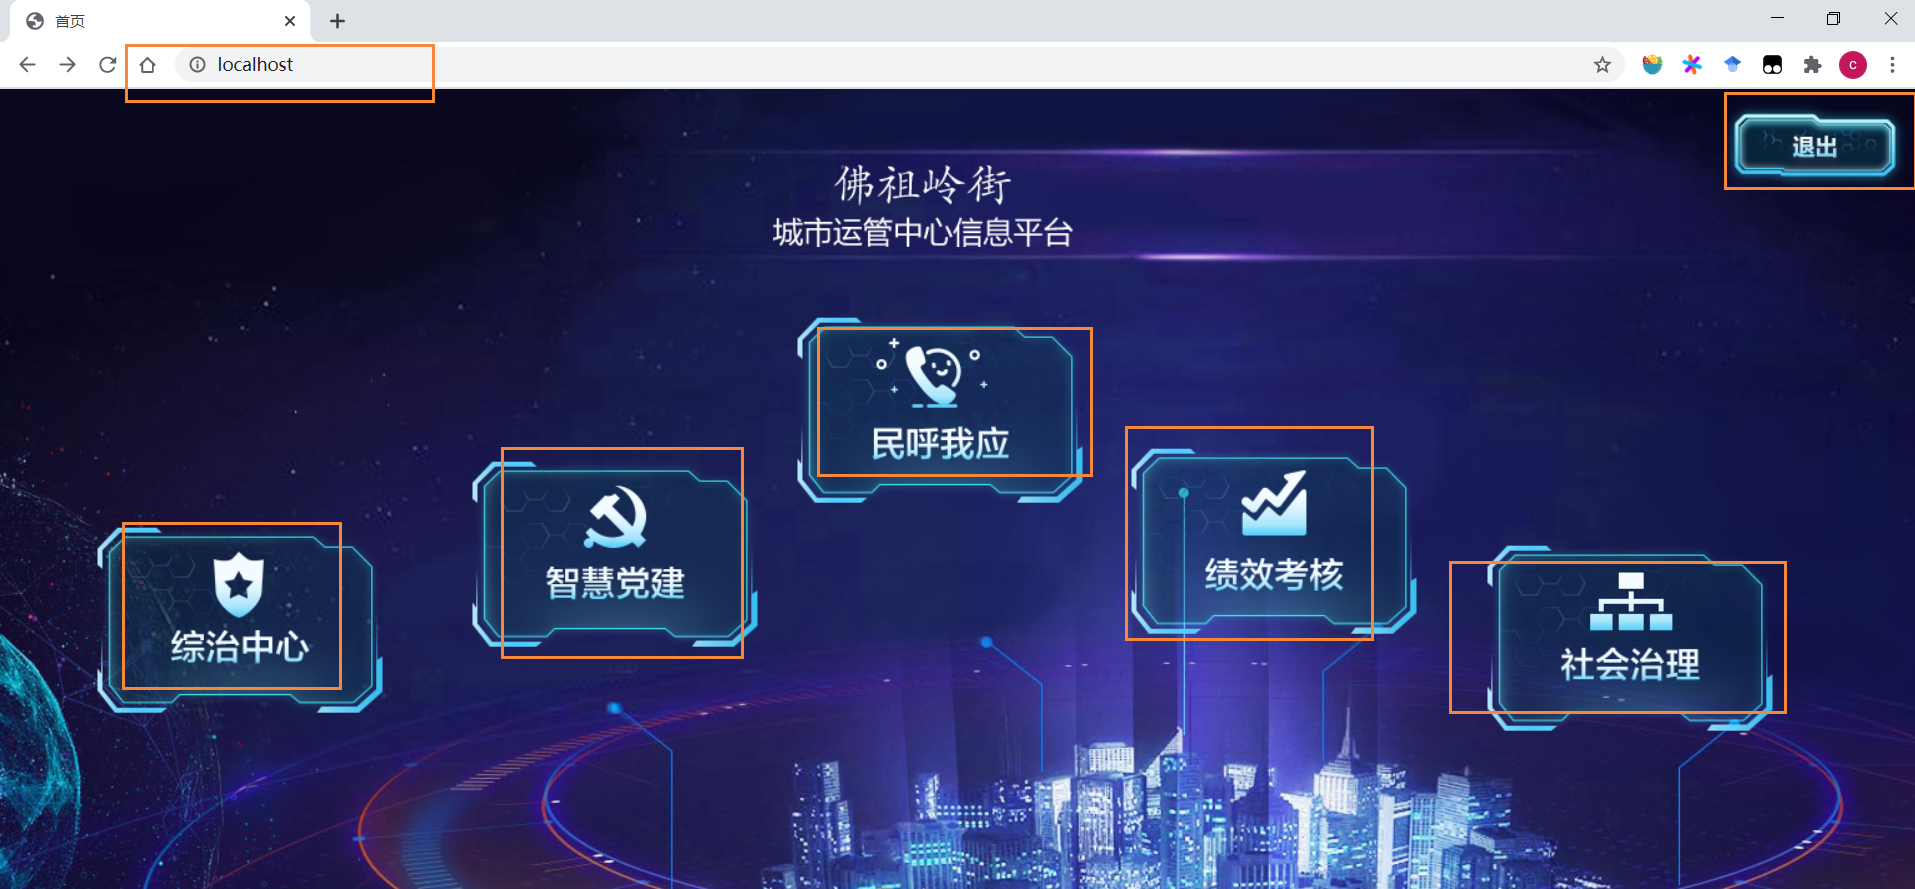 首页
localhost
C
退出
佛祖岭街
城市运管中心信息平台
民呼我应
智慧党建
绩效考核
综治中心
社会治理